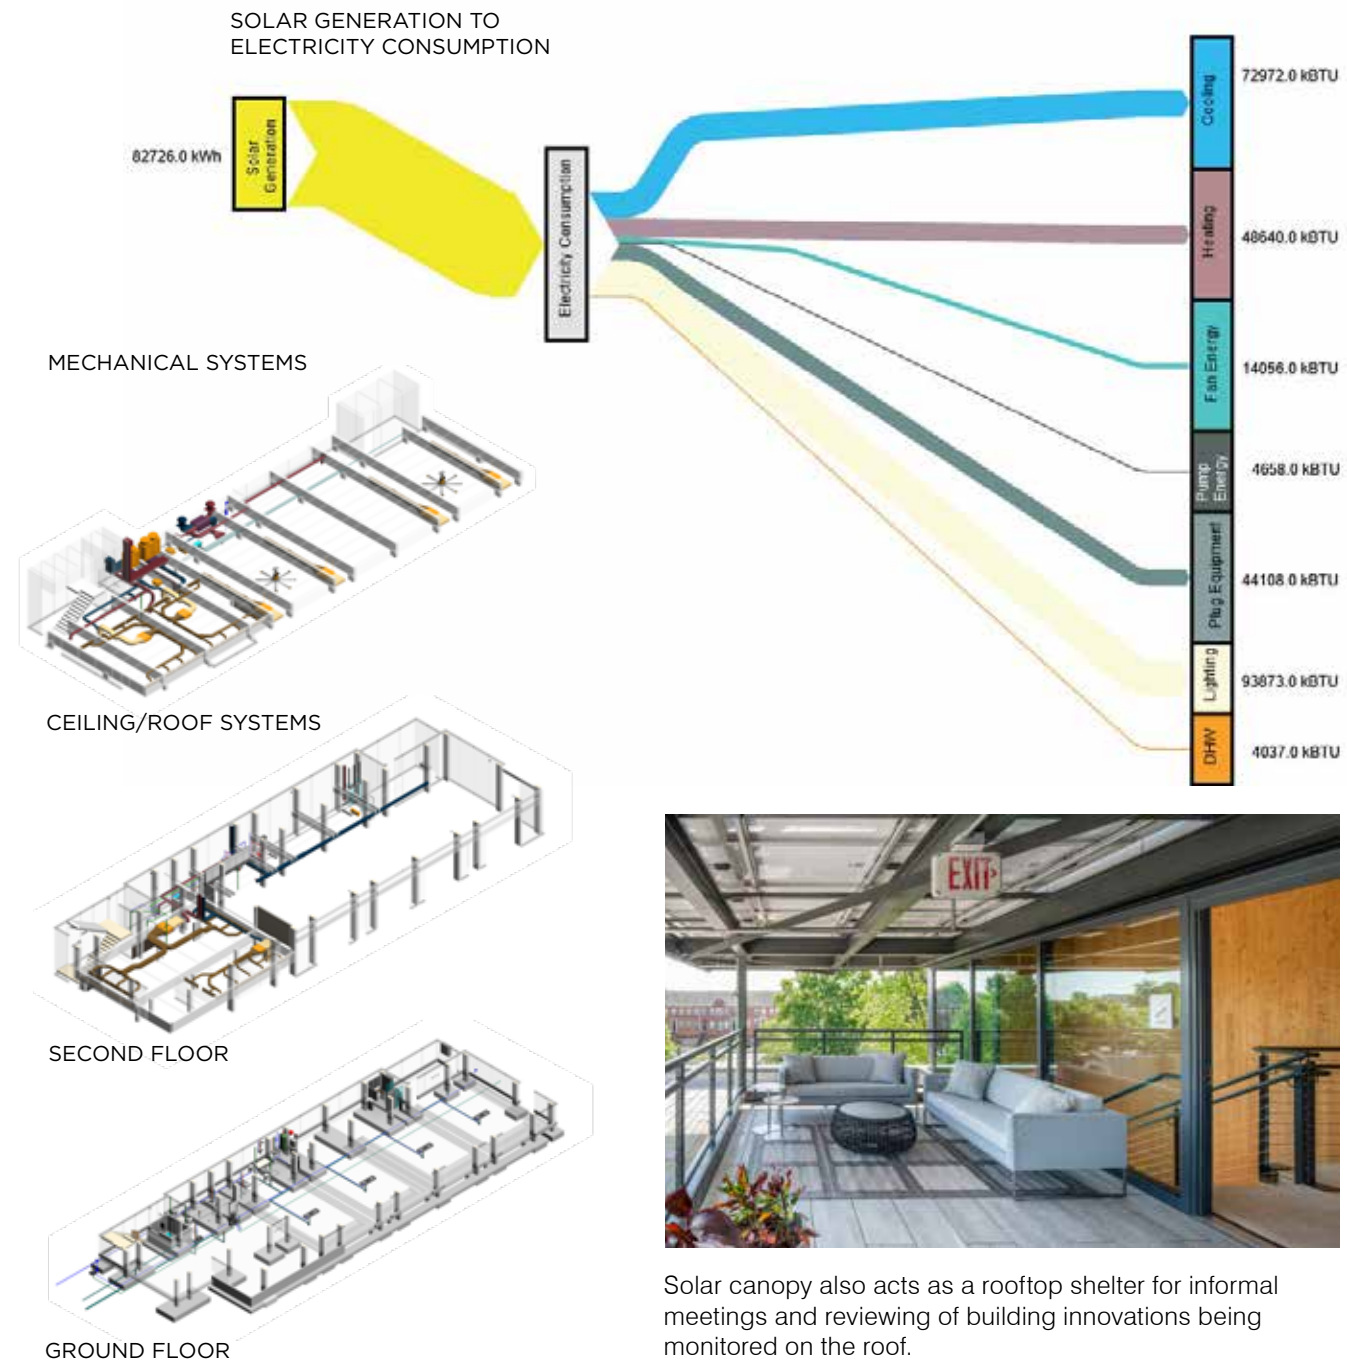 SOLAR GENERATION TO
ELECTRICITY CONSUMPTION
82726.0 kWh
Solar
Generation
Electricity Consumption
Cooling
72972.0 kBTU
Heating
48640.0 kBTU
Fan Energy
14056.0 kBTU
Pump
Energy
4658.0 kBTU
Plug Equipment
44108.0 kBTU
Lighting
93873.0 kBTU
DHW
4037.0 kBTU
MECHANICAL SYSTEMS
CEILING/ROOF SYSTEMS
SECOND FLOOR
GROUND FLOOR
EXIT
Solar canopy also acts as a rooftop shelter for informal
meetings and reviewing of building innovations being
monitored on the roof.